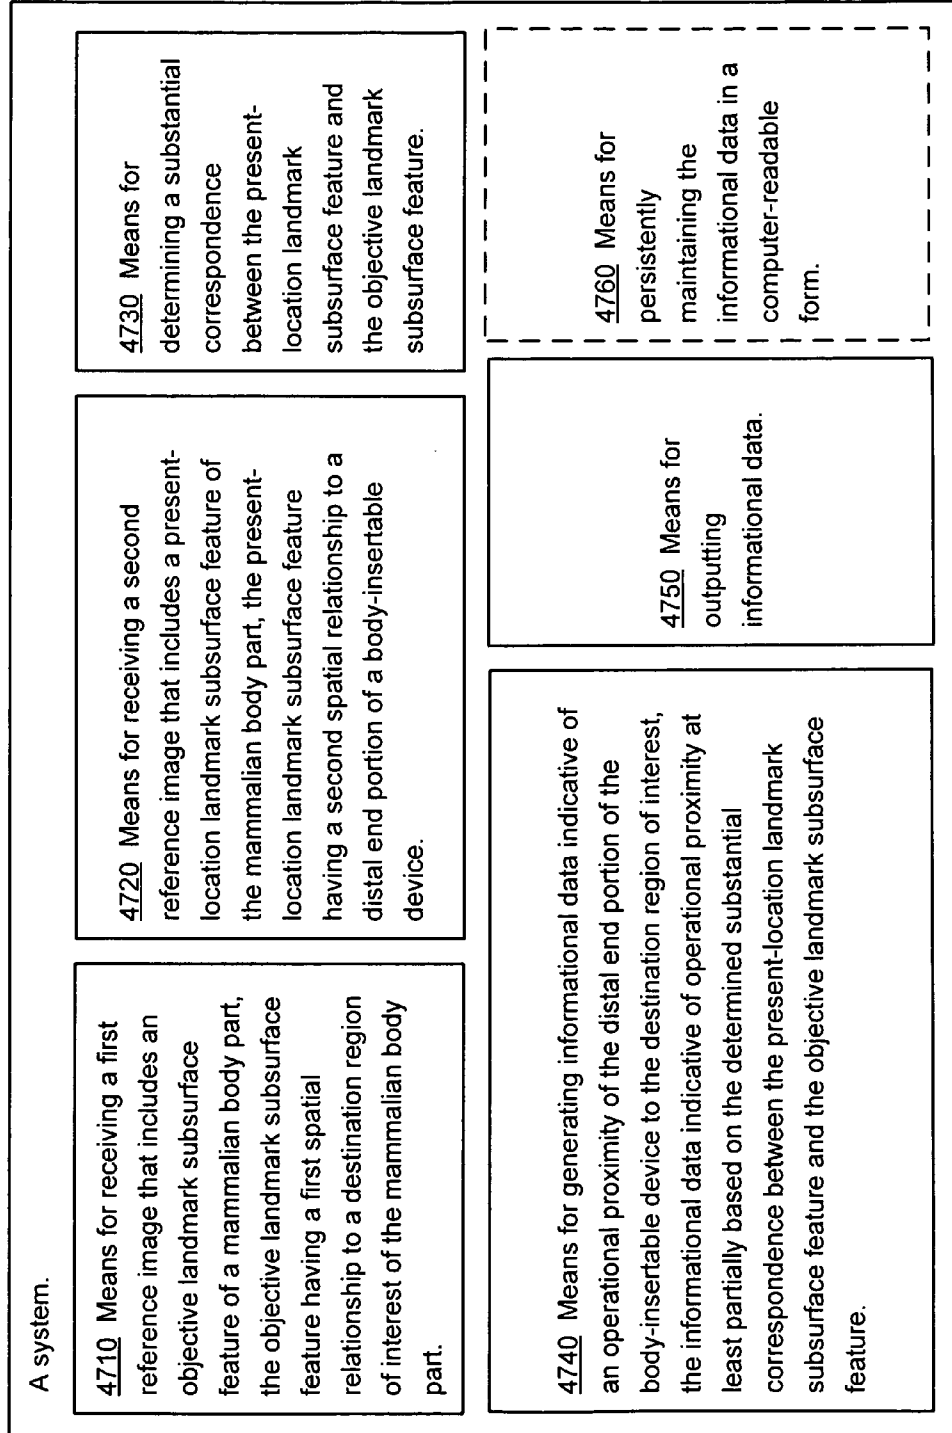 A system.
4710 Means for receiving a first
reference image that includes an
objective landmark subsurface
feature of a mammalian body part,
the objective landmark subsurface
feature having a first spatial
relationship to a destination region
of interest of the mammalian body
part.
4720 Means for receiving a second
reference image that includes a present-
location landmark subsurface feature of
the mammalian body part, the present-
location landmark subsurface feature
having a second spatial relationship to a
distal end portion of a body-insertable
device.
4730 Means for
determining a substantial
correspondence
between the present-
location landmark
subsurface feature and
the objective landmark
subsurface feature.
4740 Means for generating informational data indicative of
an operational proximity of the distal end portion of the
body-insertable device to the destination region of interest,
the informational data indicative of operational proximity at
least partially based on the determined substantial
correspondence between the present-location landmark
subsurface feature and the objective landmark subsurface
feature.
4750 Means for
outputting
informational data.
4760 Means for
persistently
maintaining the
informational data in a
computer-readable
form.